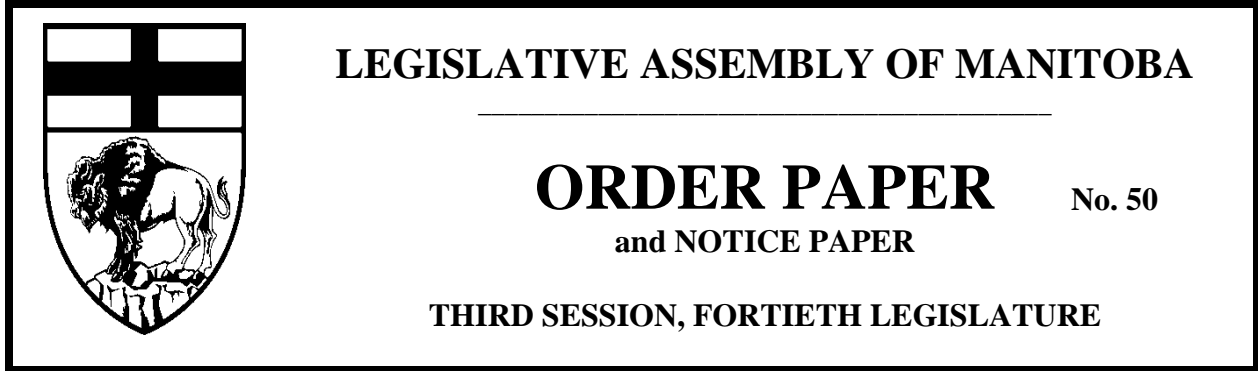 LEGISLATIVE ASSEMBLY OF MANITOBA
ORDER PAPER No. 50
and NOTICE PAPER
THIRD SESSION, FORTIETH LEGISLATURE